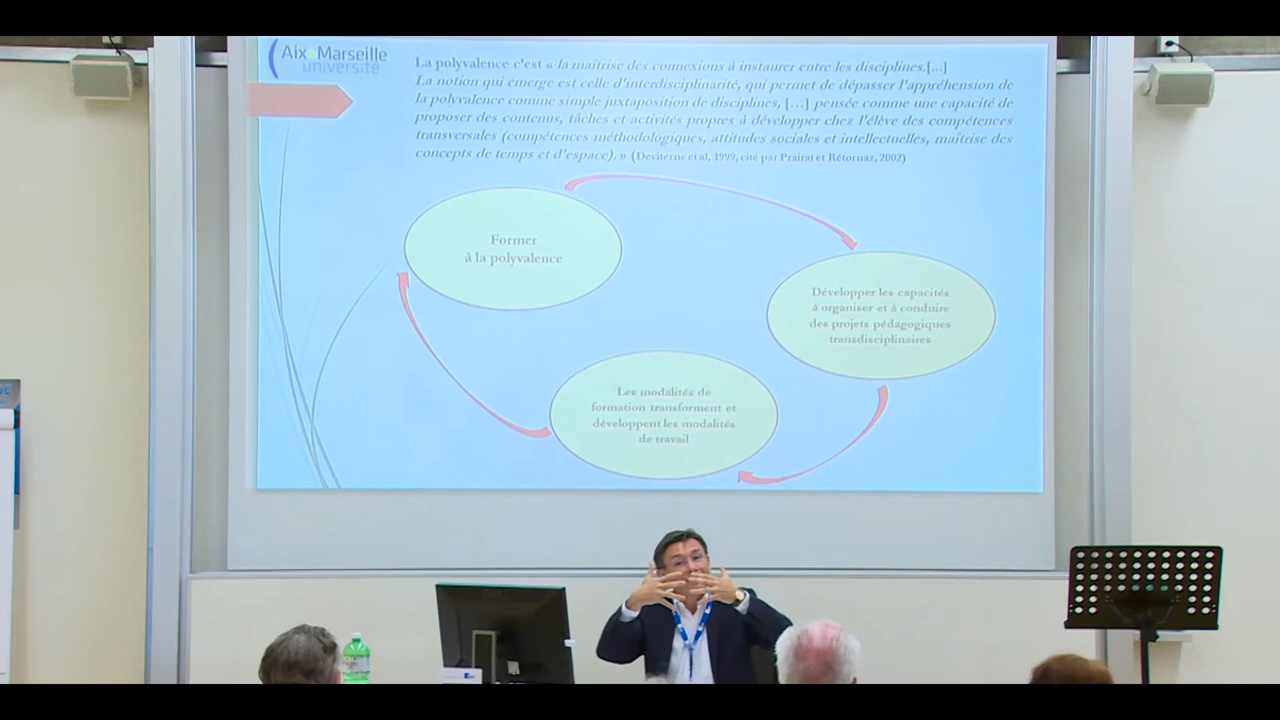 Aix Marseille
université
La polyvalence c'est « la maîtrise des connexions à instaurer entre les disciplines.[...]
La notion qui émerge est celle d'interdisciplinarité, qui permet de dépasser l'appréhension de
la polyvalence comme simple juxtaposition de disciplines, [...] pensée comme une capacité de
proposer des contenus, tâches et activités propres à développer chez l'élève des compétences
transversales (compétences méthodologiques, attitudes sociales et intellectuelles, maîtrise des
concepts de temps et d'espace). » (Deviterne et al, 1999, cité par Prairat et Rétornaz, 2002)
Former
à la polyvalence
Développer les capacités
à organiser et à conduire
des projets pédagogiques
transdisciplinaires
Les modalités de
formation transforment et
développent les modalités
de travail